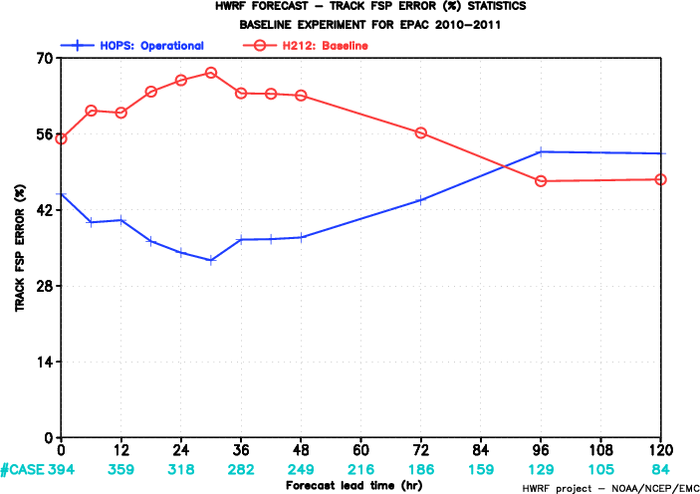 HWRF FORECAST – TRACK FSP ERROR (%) STATISTICS
BASELINE EXPERIMENT FOR EPAC 2010–2011
HOPS: Operational H212: Baseline
TRACK FSP ERROR (%)
70
56
42
28
14
0
0 12 24 36 48 60 72 84 96 108 120
#CASE 394 359 318 282 249 216 186 159 129 105 84
Forecast lead time (hr)
HWRF project – NOAA/NCEP/EMC